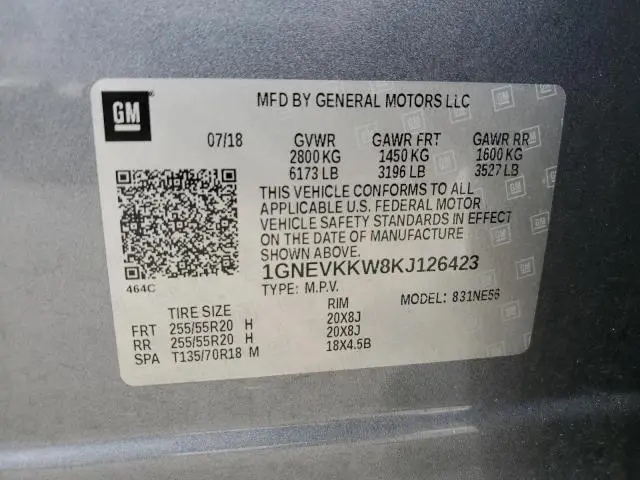 GM
MFD BY GENERAL MOTORS LLC
07/18 GVWR GAWR FRT GAWR RR
2800 KG 1450 KG 1600 KG
6173 LB 3196 LB 3527 LB
THIS VEHICLE CONFORMS TO ALL
APPLICABLE U.S. FEDERAL MOTOR
VEHICLE SAFETY STANDARDS IN EFFECT
ON THE DATE OF MANUFACTURE
SHOWN ABOVE.
1GNEVKKW8KJ126423
464C TYPE: M.P.V. MODEL: 831NE56
TIRE SIZE RIM
FRT 255/55R20 H 20X8J
RR 255/55R20 H 20X8J
SPA T135/70R18 M 18X4.5B